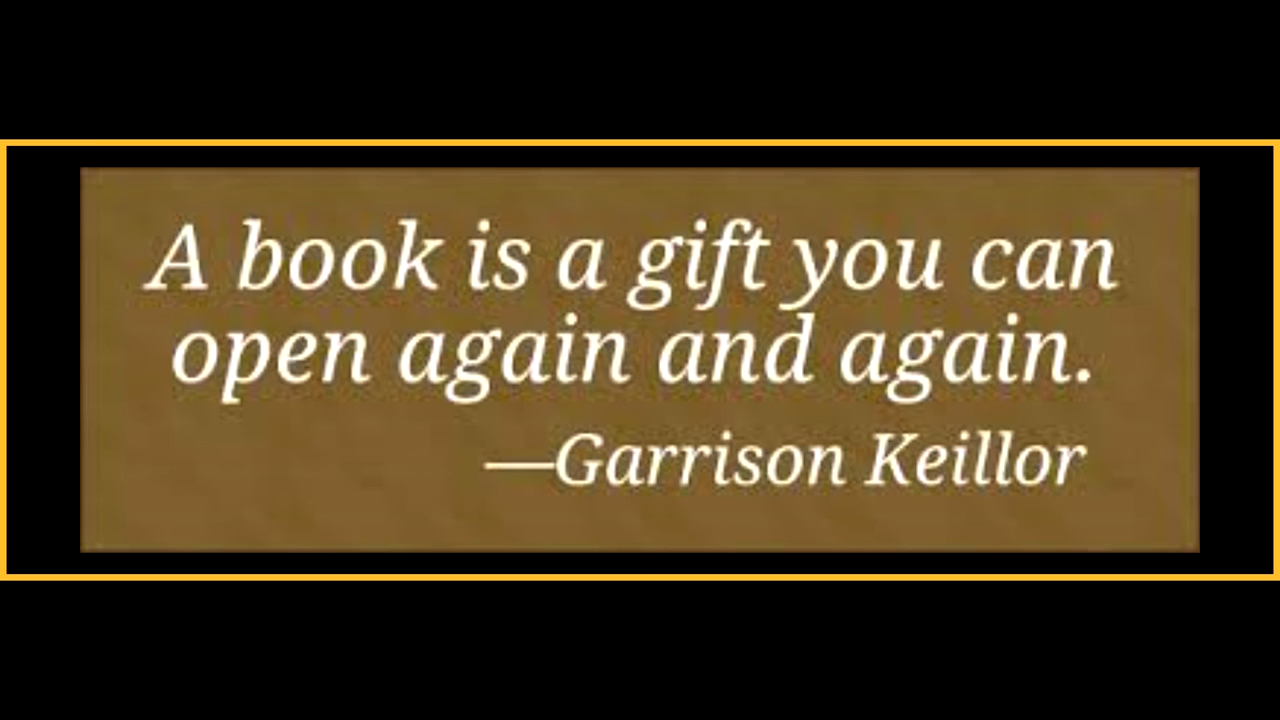 A book is a gift you can
open again and again.
—Garrison Keillor